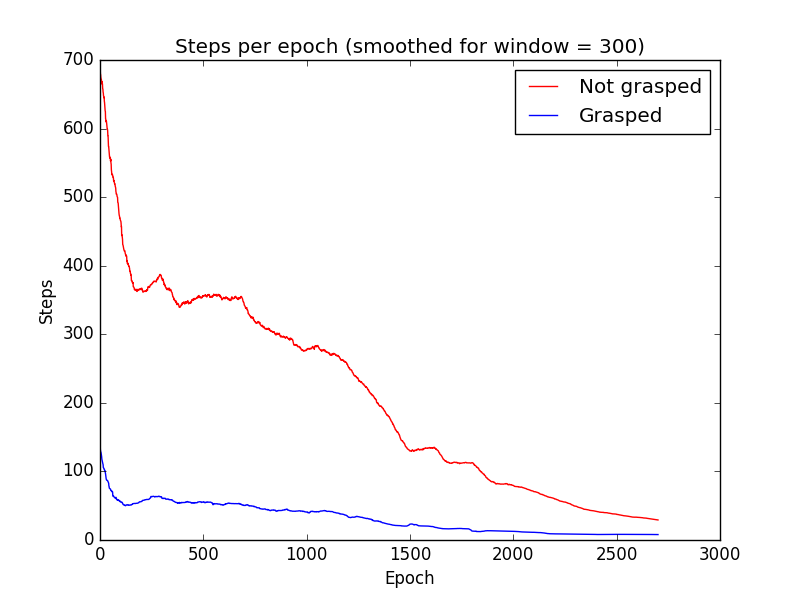 Steps per epoch (smoothed for window = 300)
Not grasped
Grasped
700
600
500
400
300
200
100
0
Steps
0 500 1000 1500 2000 2500 3000
Epoch